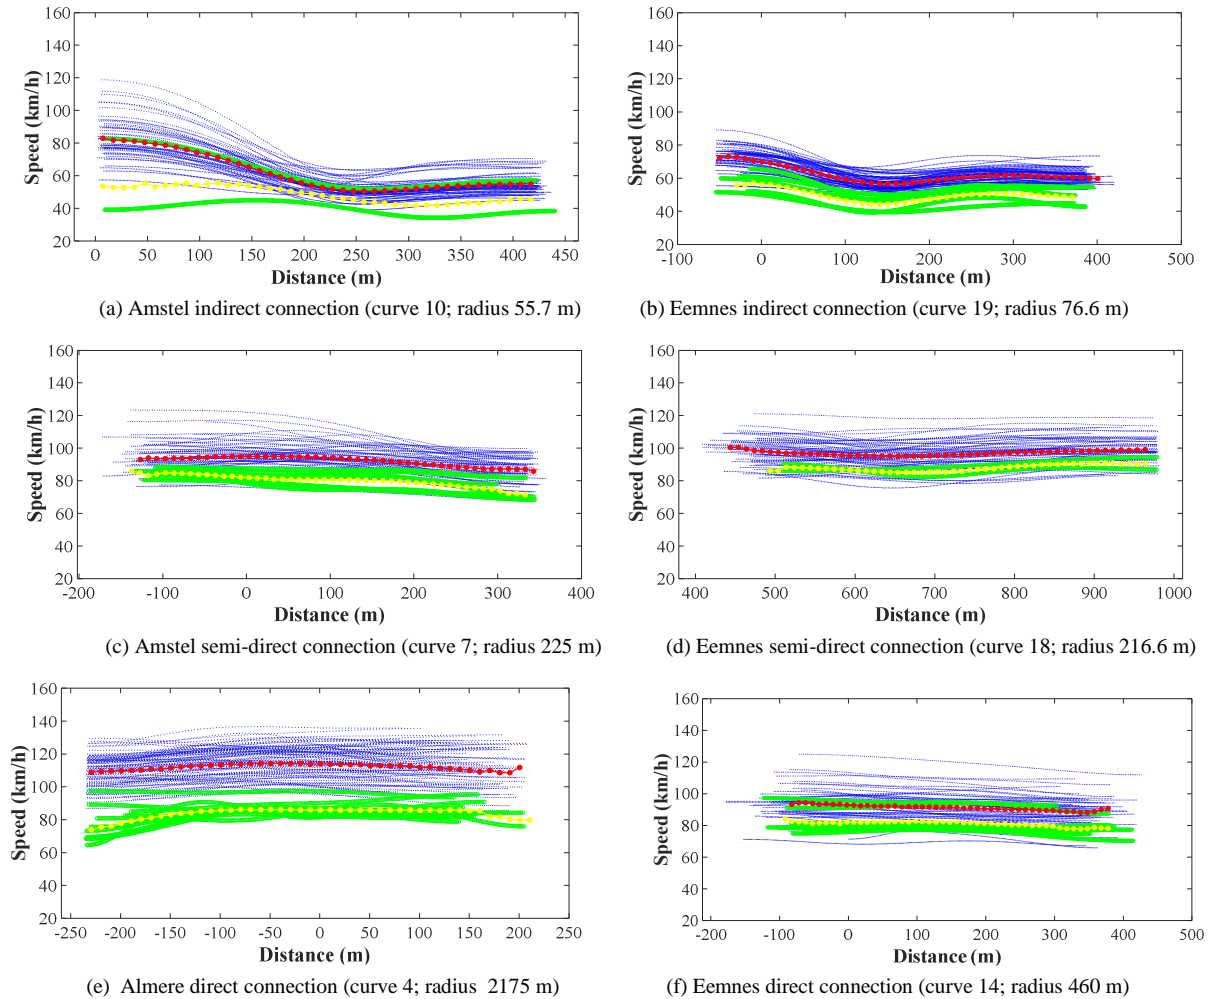 160
140
120
100
80
60
40
20
Speed (km/h)
0 50 100 150 200 250 300 350 400 450
Distance (m)
(a) Amstel indirect connection (curve 10; radius 55.7 m)
160
140
120
100
80
60
40
20
Speed (km/h)
-100 0 100 200 300 400 500
Distance (m)
(b) Eemnes indirect connection (curve 19; radius 76.6 m)
160
140
120
100
80
60
40
20
Speed (km/h)
-200 -100 0 100 200 300 400
Distance (m)
(c) Amstel semi-direct connection (curve 7; radius 225 m)
160
140
120
100
80
60
40
20
Speed (km/h)
400 500 600 700 800 900 1000
Distance (m)
(d) Eemnes semi-direct connection (curve 18; radius 216.6 m)
160
140
120
100
80
60
40
20
Speed (km/h)
-250 -200 -150 -100 -50 0 50 100 150 200 250
Distance (m)
(e) Almere direct connection (curve 4; radius 2175 m)
160
140
120
100
80
60
40
20
Speed (km/h)
-200 -100 0 100 200 300 400 500
Distance (m)
(f) Eemnes direct connection (curve 14; radius 460 m)